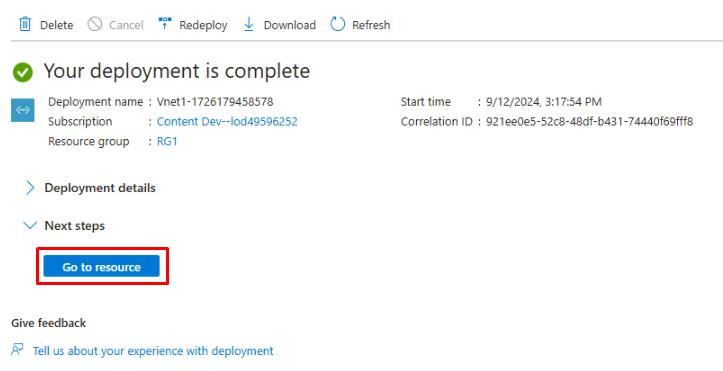 Delete Cancel Redeploy Download Refresh
Your deployment is complete
Deployment name : Vnet1-1726179458578 Start time : 9/12/2024, 3:17:54 PM
Subscription : Content Dev--lod49596252 Correlation ID : 921ee0e5-52c8-48df-b431-74440f69fff8
Resource group : RG1
Deployment details
Next steps
Go to resource
Give feedback
Tell us about your experience with deployment